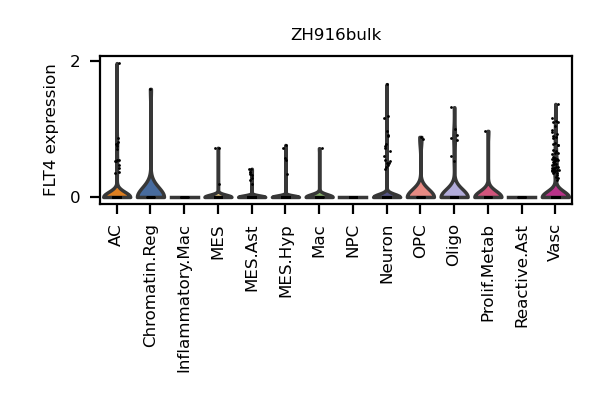 ZH916bulk
FLT4 expression
2
0
AC
Chromatin.Reg
Inflammatory.Mac
MES
MES.Ast
MES.Hyp
Mac
NPC
Neuron
OPC
Oligo
Prolif.Metab
Reactive.Ast
Vasc